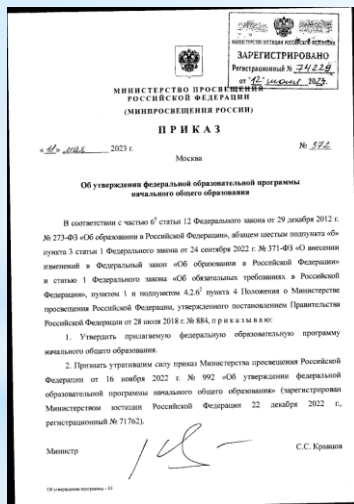 МИНИСТЕРСТВО ЮСТИЦИИ РОССИЙСКОЙ ФЕДЕРАЦИИ
ЗАРЕГИСТРИРОВАНО
Регистрационный № 74229
от "12" июля 2023
МИНИСТЕРСТВО ПРОСВЕЩЕНИЯ
РОССИЙСКОЙ ФЕДЕРАЦИИ
(МИНПРОСВЕЩЕНИЯ РОССИИ)
ПРИКАЗ
«18» мая 2023 г.
№ 372
Москва
Об утверждении федеральной образовательной программы
начального общего образования
В соответствии с частью 6⁵ статьи 12 Федерального закона от 29 декабря 2012 г.
№ 273-ФЗ «Об образовании в Российской Федерации», абзацем шестым подпункта «б»
пункта 3 статьи 1 Федерального закона от 24 сентября 2022 г. № 371-ФЗ «О внесении
изменений в Федеральный закон «Об образовании в Российской Федерации»
и статью 1 Федерального закона «Об обязательных требованиях в Российской
Федерации», пунктом 1 и подпунктом 4.2.6² пункта 4 Положения о Министерстве
просвещения Российской Федерации, утвержденного постановлением Правительства
Российской Федерации от 28 июля 2018 г. № 884, п р и к а з ы в а ю:
1. Утвердить прилагаемую федеральную образовательную программу
начального общего образования.
2. Признать утратившим силу приказ Министерства просвещения Российской
Федерации от 16 ноября 2022 г. № 992 «Об утверждении федеральной
образовательной программы начального общего образования» (зарегистрирован
Министерством юстиции Российской Федерации 22 декабря 2022 г.,
регистрационный № 71762).
Министр
С.С. Кравцов
Об утверждении программы – 03